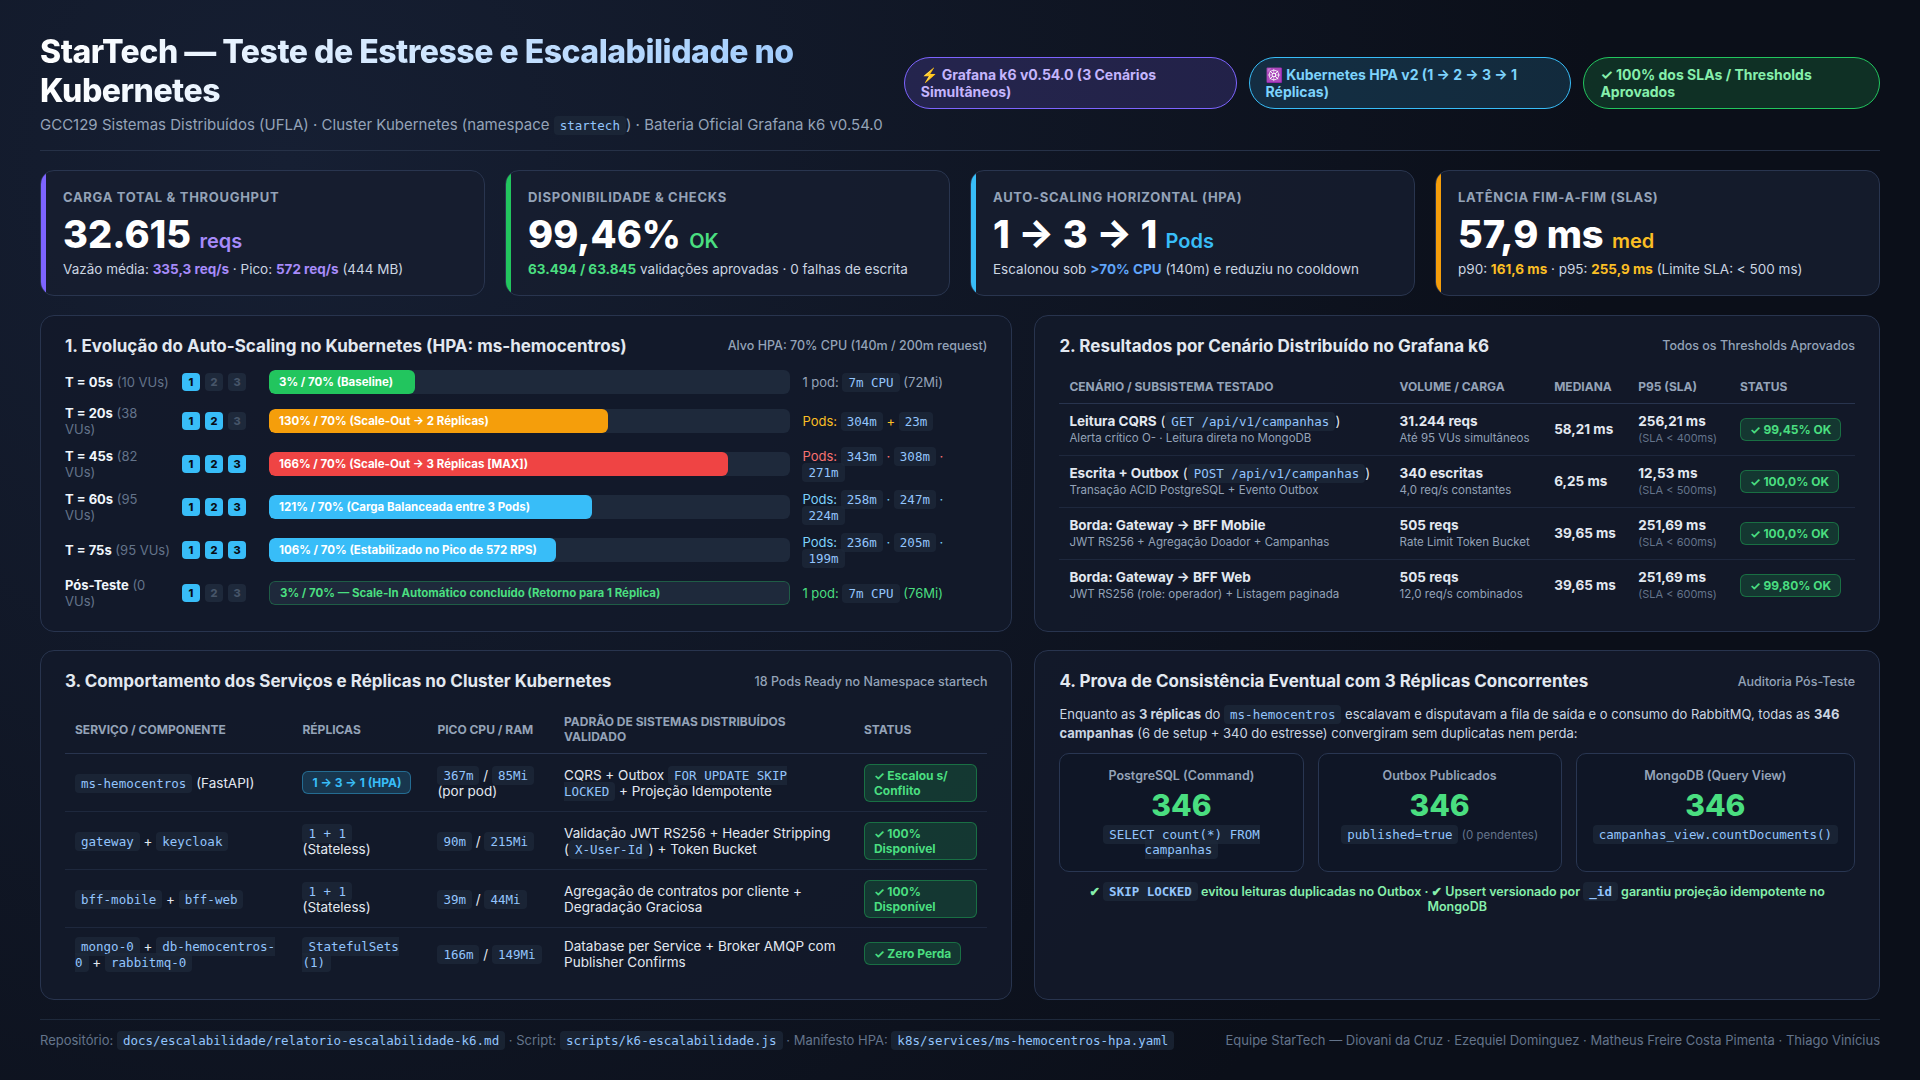 StarTech — Teste de Estresse e Escalabilidade no
Kubernetes
GCC129 Sistemas Distribuídos (UFLA) · Cluster Kubernetes (namespace startech ) · Bateria Oficial Grafana k6 v0.54.0
⚡ Grafana k6 v0.54.0 (3 Cenários
Simultâneos)
☸ Kubernetes HPA v2 (1 → 2 → 3 → 1
Réplicas)
✓ 100% dos SLAs / Thresholds
Aprovados
CARGA TOTAL & THROUGHPUT
32.615 reqs
Vazão média: 335,3 req/s · Pico: 572 req/s (444 MB)
DISPONIBILIDADE & CHECKS
99,46% OK
63.494 / 63.845 validações aprovadas · 0 falhas de escrita
AUTO-SCALING HORIZONTAL (HPA)
1 → 3 → 1 Pods
Escalonou sob >70% CPU (140m) e reduziu no cooldown
LATÊNCIA FIM-A-FIM (SLAS)
57,9 ms med
p90: 161,6 ms · p95: 255,9 ms (Limite SLA: < 500 ms)
1. Evolução do Auto-Scaling no Kubernetes (HPA: ms-hemocentros)
Alvo HPA: 70% CPU (140m / 200m request)
T = 05s (10 VUs) 1 2 3 3% / 70% (Baseline) 1 pod: 7m CPU (72Mi)
T = 20s (38
VUs) 1 2 3 130% / 70% (Scale-Out → 2 Réplicas) Pods: 304m + 23m
T = 45s (82
VUs) 1 2 3 166% / 70% (Scale-Out → 3 Réplicas [MAX]) Pods: 343m · 308m ·
271m
T = 60s (95
VUs) 1 2 3 121% / 70% (Carga Balanceada entre 3 Pods) Pods: 258m · 247m ·
224m
T = 75s (95 VUs) 1 2 3 106% / 70% (Estabilizado no Pico de 572 RPS) Pods: 236m · 205m ·
199m
Pós-Teste (0
VUs) 1 2 3 3% / 70% — Scale-In Automático concluído (Retorno para 1 Réplica) 1 pod: 7m CPU (76Mi)
2. Resultados por Cenário Distribuído no Grafana k6
Todos os Thresholds Aprovados
CENÁRIO / SUBSISTEMA TESTADO VOLUME / CARGA MEDIANA P95 (SLA) STATUS
Leitura CQRS ( GET /api/v1/campanhas ) 31.244 reqs 58,21 ms 256,21 ms ✓ 99,45% OK
Alerta crítico O- · Leitura direta no MongoDB Até 95 VUs simultâneos (SLA < 400ms)
Escrita + Outbox ( POST /api/v1/campanhas ) 340 escritas 6,25 ms 12,53 ms ✓ 100,0% OK
Transação ACID PostgreSQL + Evento Outbox 4,0 req/s constantes (SLA < 500ms)
Borda: Gateway → BFF Mobile 505 reqs 39,65 ms 251,69 ms ✓ 100,0% OK
JWT RS256 + Agregação Doador + Campanhas Rate Limit Token Bucket (SLA < 600ms)
Borda: Gateway → BFF Web 505 reqs 39,65 ms 251,69 ms ✓ 99,80% OK
JWT RS256 (role: operador) + Listagem paginada 12,0 req/s combinados (SLA < 600ms)
3. Comportamento dos Serviços e Réplicas no Cluster Kubernetes
18 Pods Ready no Namespace startech
SERVIÇO / COMPONENTE RÉPLICAS PICO CPU / RAM PADRÃO DE SISTEMAS DISTRIBUÍDOS
VALIDADO STATUS
ms-hemocentros (FastAPI) 1 → 3 → 1 (HPA) 367m / 85Mi
(por pod) CQRS + Outbox FOR UPDATE SKIP
LOCKED + Projeção Idempotente ✓ Escalou s/
Conflito
gateway + keycloak 1 + 1
(Stateless) 90m / 215Mi Validação JWT RS256 + Header Stripping
( X-User-Id ) + Token Bucket ✓ 100%
Disponível
bff-mobile + bff-web 1 + 1
(Stateless) 39m / 44Mi Agregação de contratos por cliente +
Degradação Graciosa ✓ 100%
Disponível
mongo-0 + db-hemocentros-
0 + rabbitmq-0 StatefulSets
(1) 166m / 149Mi Database per Service + Broker AMQP com
Publisher Confirms ✓ Zero Perda
4. Prova de Consistência Eventual com 3 Réplicas Concorrentes
Auditoria Pós-Teste
Enquanto as 3 réplicas do ms-hemocentros escalavam e disputavam a fila de saída e o consumo do RabbitMQ, todas as 346
campanhas (6 de setup + 340 do estresse) convergiram sem duplicatas nem perda:
PostgreSQL (Command)
346
SELECT count(*) FROM
campanhas
Outbox Publicados
346
published=true (0 pendentes)
MongoDB (Query View)
346
campanhas_view.countDocuments()
✔ SKIP LOCKED evitou leituras duplicadas no Outbox · ✔ Upsert versionado por _id garantiu projeção idempotente no
MongoDB
Repositório: docs/escalabilidade/relatorio-escalabilidade-k6.md · Script: scripts/k6-escalabilidade.js · Manifesto HPA: k8s/services/ms-hemocentros-hpa.yaml
Equipe StarTech — Diovani da Cruz · Ezequiel Dominguez · Matheus Freire Costa Pimenta · Thiago Vinícius